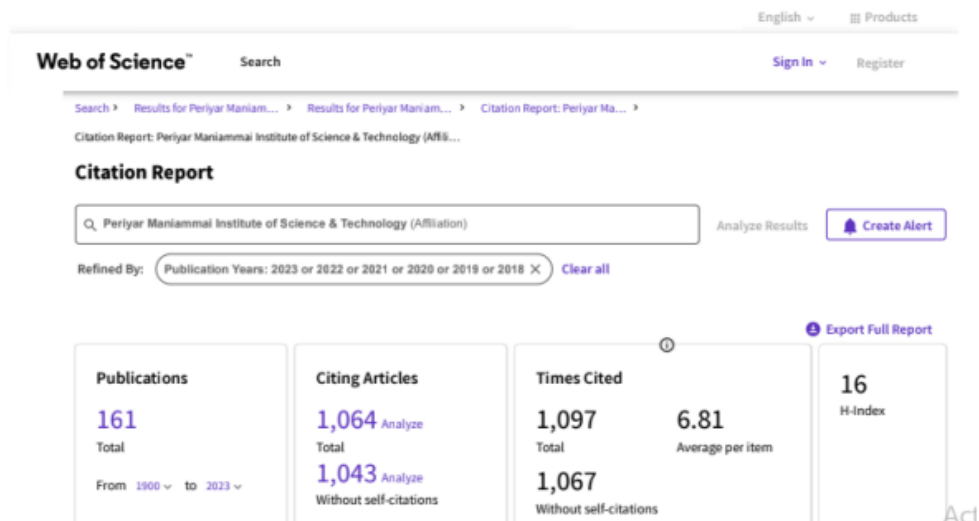 English Products
Web of Science™ Search Sign In Register
Search > Results for Periyar Maniam... > Results for Periyar Maniam... > Citation Report: Periyar Ma... >
Citation Report: Periyar Maniammai Institute of Science & Technology (Affili...
Citation Report
Periyar Maniammai Institute of Science & Technology (Affiliation) Analyze Results Create Alert
Refined By: Publication Years: 2023 or 2022 or 2021 or 2020 or 2019 or 2018 × Clear all
Export Full Report
Publications
161
Total
From 1900 to 2023
Citing Articles
1,064 Analyze
Total
1,043 Analyze
Without self-citations
Times Cited
1,097
Total
6.81
Average per item
1,067
Without self-citations
16
H-Index